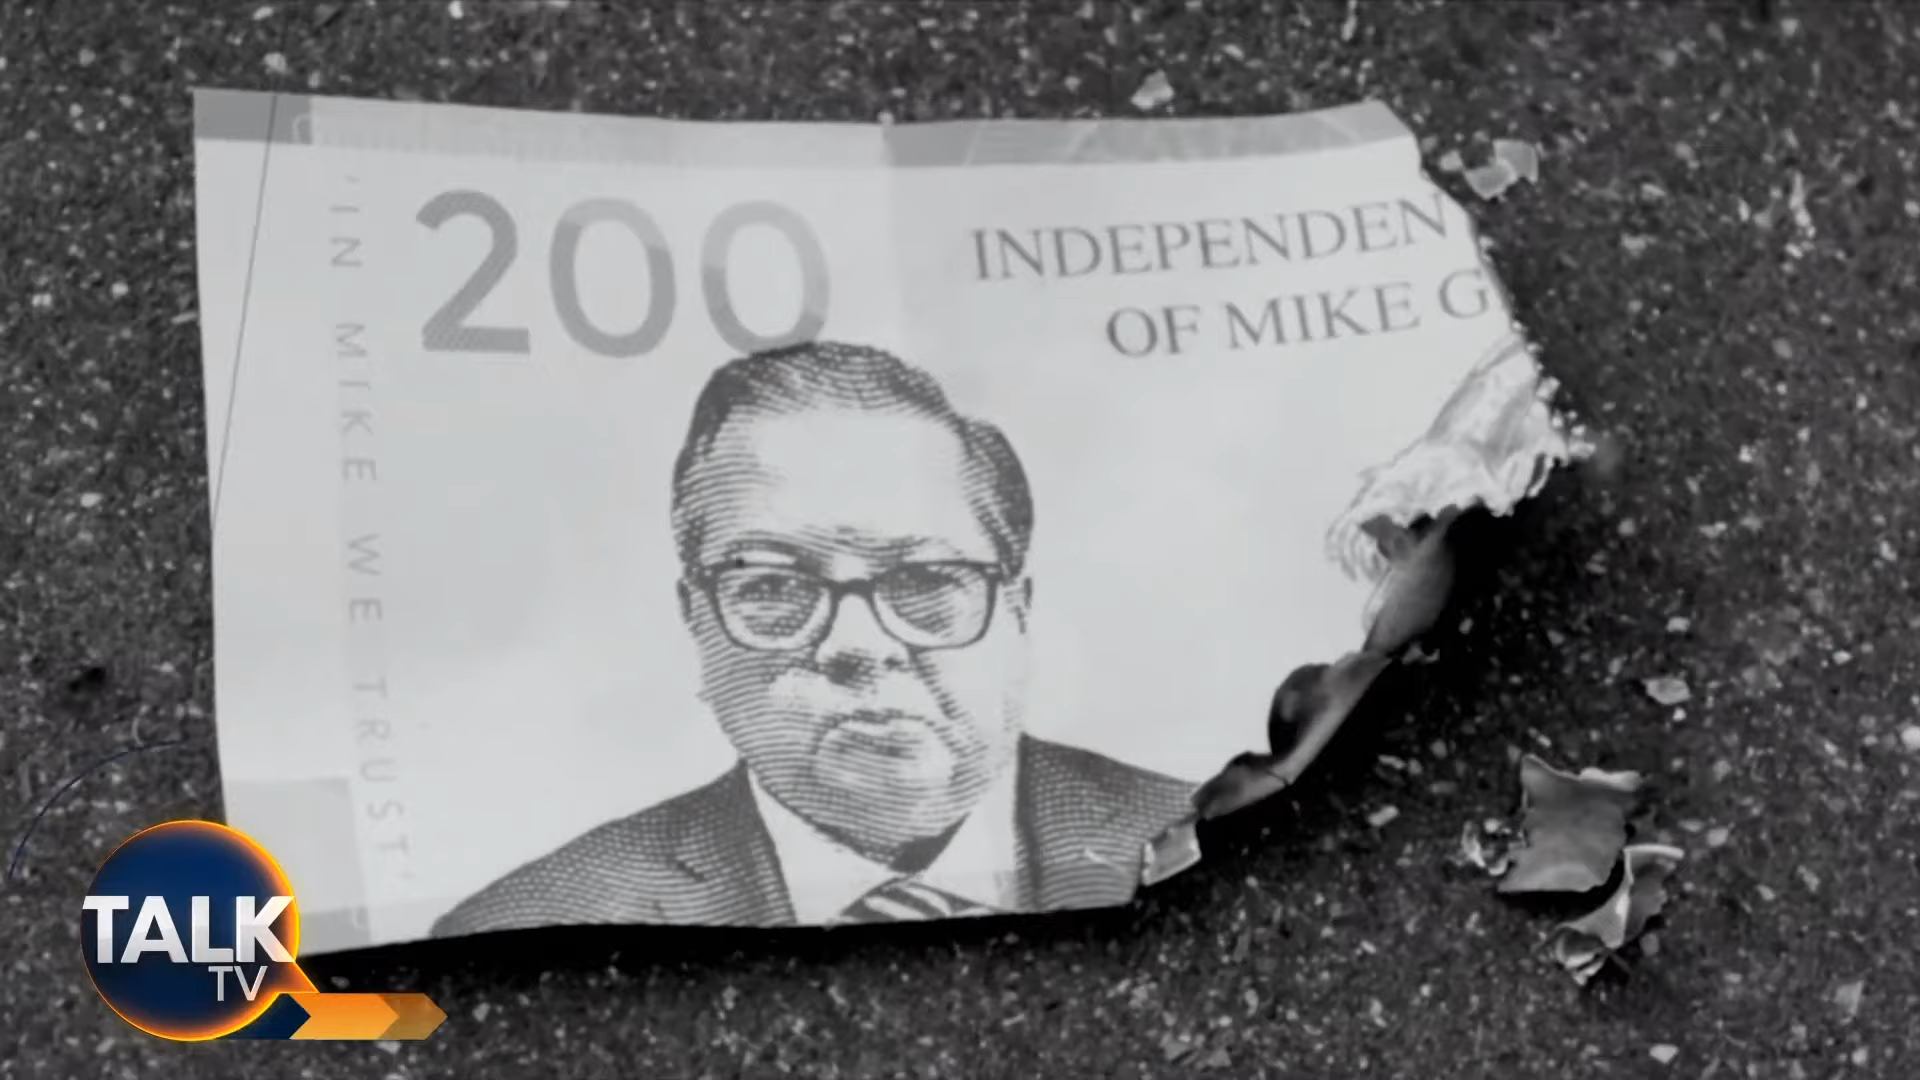 200
INDEPENDEN
OF MIKE G
'IN MIKE WE TRUST'
TALK
TV